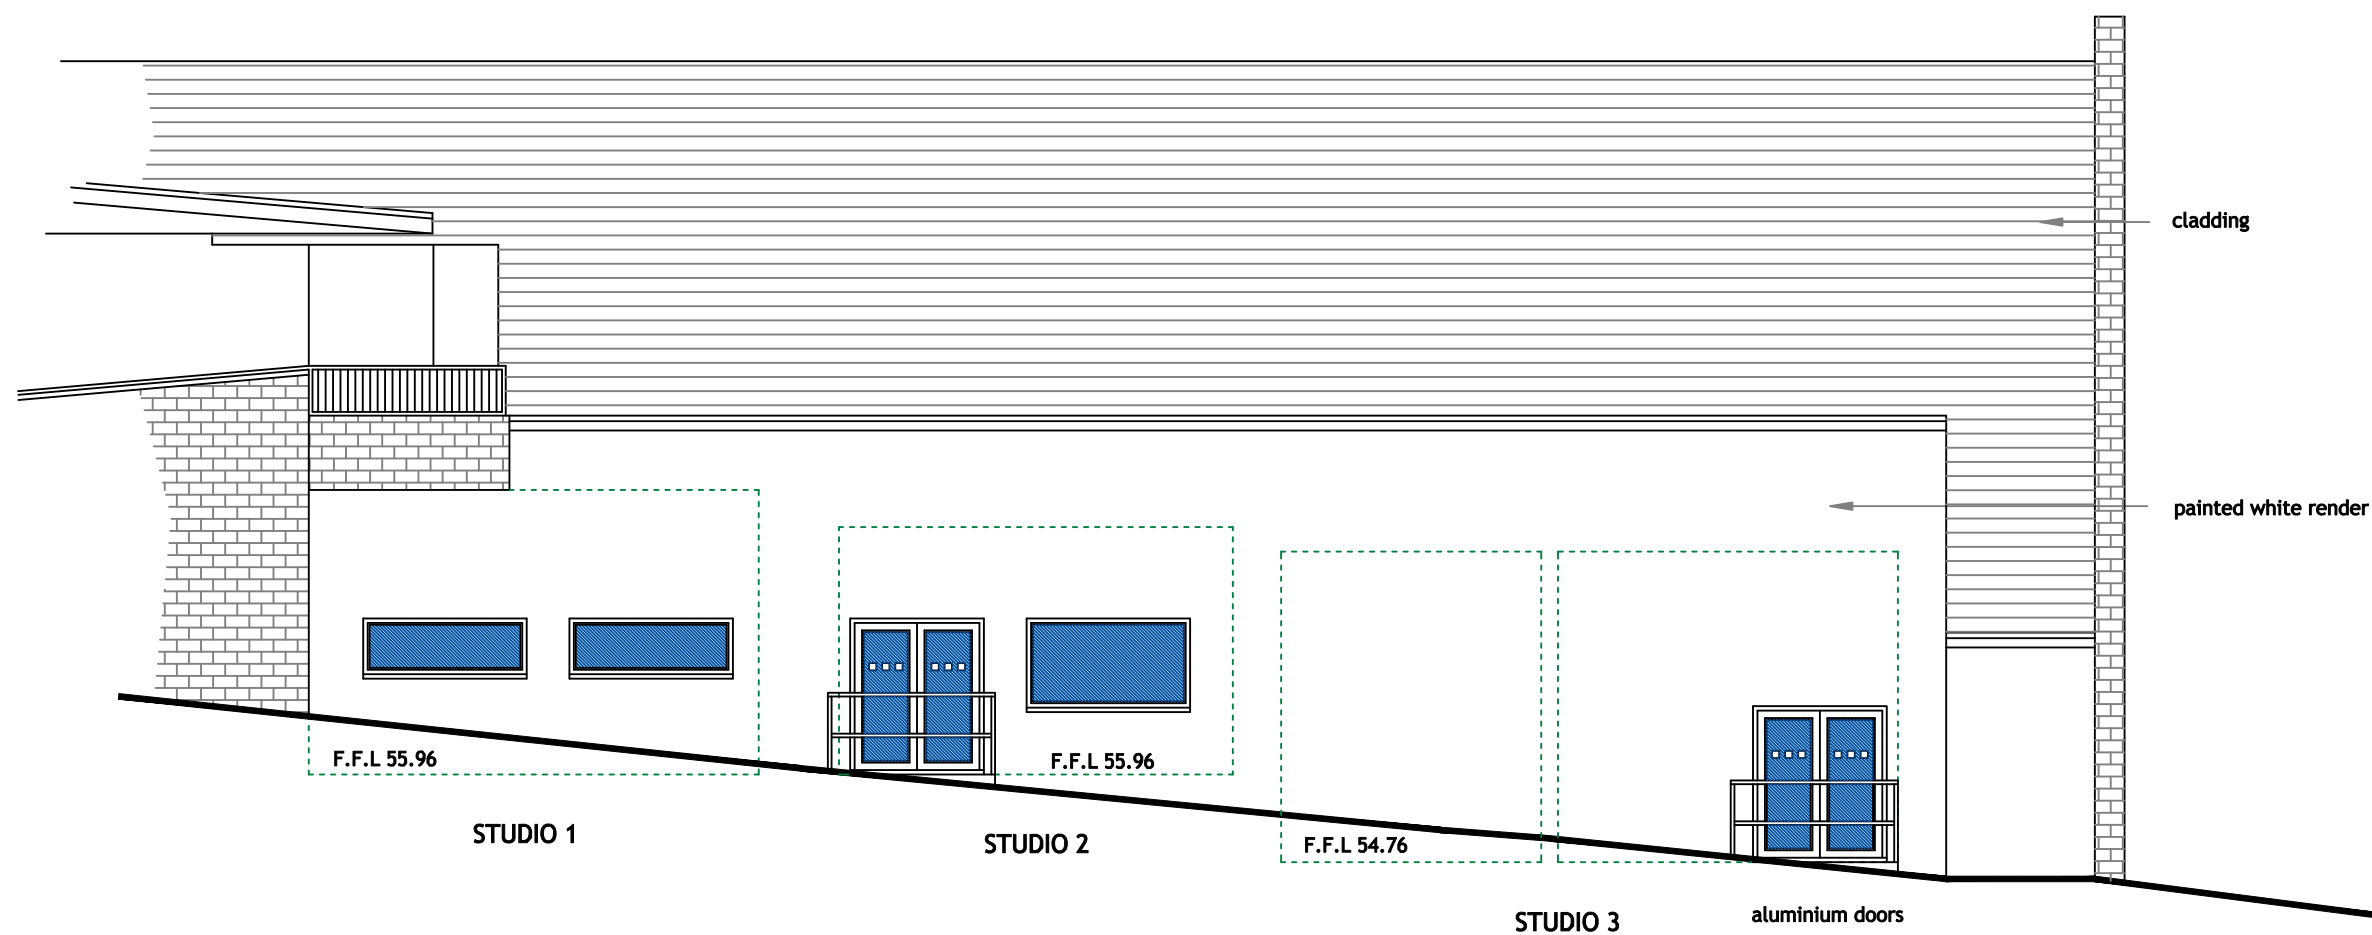 cladding
painted white render
F.F.L 55.96
F.F.L 55.96
STUDIO 1
STUDIO 2
F.F.L 54.76
STUDIO 3
aluminium doors